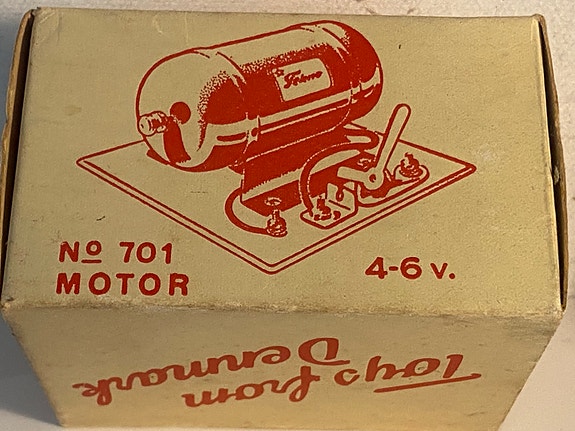 Tekno
Nº 701
MOTOR
4-6 V.
Toys from
Denmark